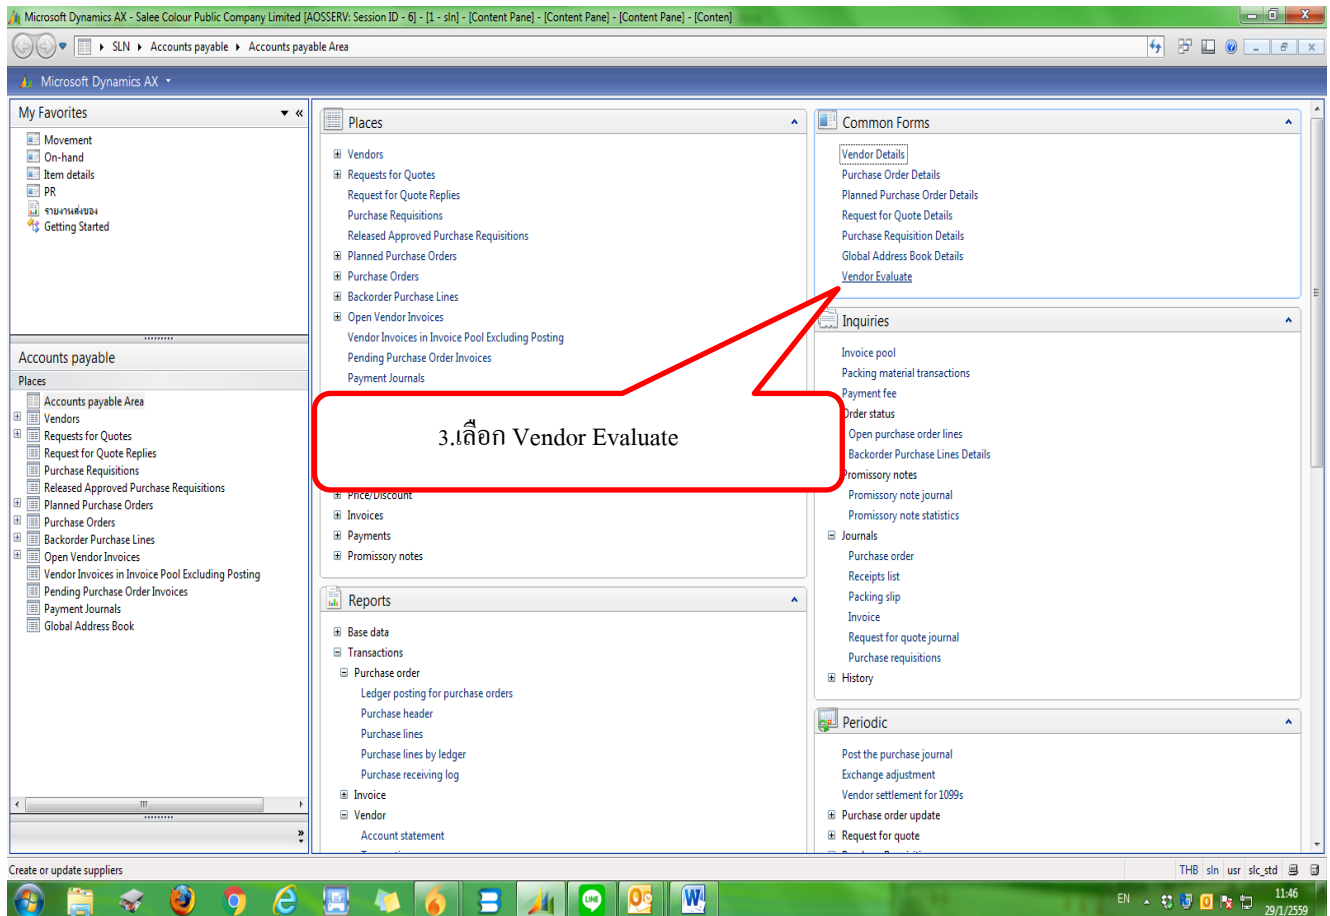 Microsoft Dynamics AX - Salee Colour Public Company Limited [AOSSERV: Session ID - 6] - [1 - sln] - [Content Pane] - [Content Pane] - [Content Pane] - [Conten]
SLN ▸ Accounts payable ▸ Accounts payable Area
Microsoft Dynamics AX
My Favorites
Movement
On-hand
Item details
PR
รายงานส่งของ
Getting Started
Accounts payable
Places
Accounts payable Area
Vendors
Requests for Quotes
Request for Quote Replies
Purchase Requisitions
Released Approved Purchase Requisitions
Planned Purchase Orders
Purchase Orders
Backorder Purchase Lines
Open Vendor Invoices
Vendor Invoices in Invoice Pool Excluding Posting
Pending Purchase Order Invoices
Payment Journals
Global Address Book
Places
Vendors
Requests for Quotes
Request for Quote Replies
Purchase Requisitions
Released Approved Purchase Requisitions
Planned Purchase Orders
Purchase Orders
Backorder Purchase Lines
Open Vendor Invoices
Vendor Invoices in Invoice Pool Excluding Posting
Pending Purchase Order Invoices
Payment Journals
3.เลือก Vendor Evaluate
Price/Discount
Invoices
Payments
Promissory notes
Reports
Base data
Transactions
Purchase order
Ledger posting for purchase orders
Purchase header
Purchase lines
Purchase lines by ledger
Purchase receiving log
Invoice
Vendor
Account statement
Common Forms
Vendor Details
Purchase Order Details
Planned Purchase Order Details
Request for Quote Details
Purchase Requisition Details
Global Address Book Details
Vendor Evaluate
Inquiries
Invoice pool
Packing material transactions
Payment fee
Order status
Open purchase order lines
Backorder Purchase Lines Details
Promissory notes
Promissory note journal
Promissory note statistics
Journals
Purchase order
Receipts list
Packing slip
Invoice
Request for quote journal
Purchase requisitions
History
Periodic
Post the purchase journal
Exchange adjustment
Vendor settlement for 1099s
Purchase order update
Request for quote
Create or update suppliers
THB sln usr slc_std
EN
11:46
29/1/2559